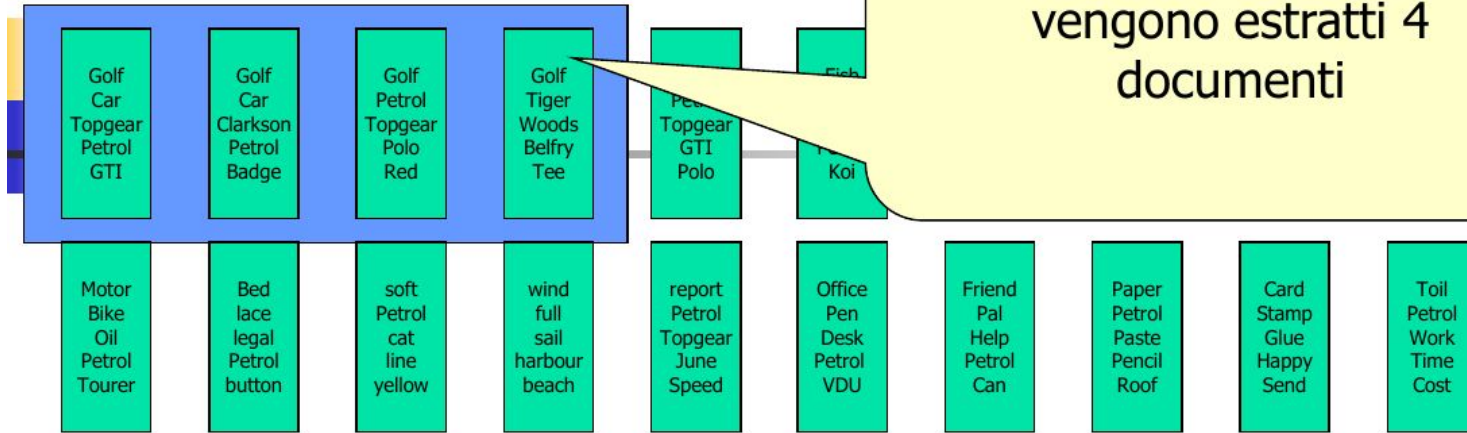 vengono estratti 4
documenti
Golf
Car
Topgear
Petrol
GTI
Golf
Car
Clarkson
Petrol
Badge
Golf
Petrol
Topgear
Polo
Red
Golf
Tiger
Woods
Belfry
Tee
Topgear
GTI
Polo
Fish
Koi
Motor
Bike
Oil
Petrol
Tourer
Bed
lace
legal
Petrol
button
soft
Petrol
cat
line
yellow
wind
full
sail
harbour
beach
report
Petrol
Topgear
June
Speed
Office
Pen
Desk
Petrol
VDU
Friend
Pal
Help
Petrol
Can
Paper
Petrol
Paste
Pencil
Roof
Card
Stamp
Glue
Happy
Send
Toil
Petrol
Work
Time
Cost